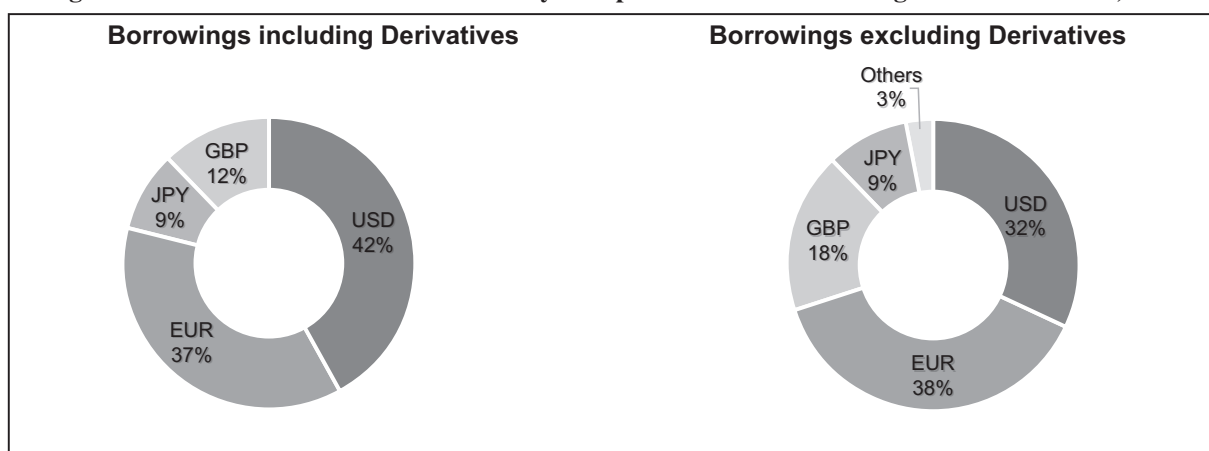 Borrowings including Derivatives
GBP
12%
JPY
9%
USD
42%
EUR
37%
Borrowings excluding Derivatives
Others
3%
JPY
9%
USD
32%
GBP
18%
EUR
38%